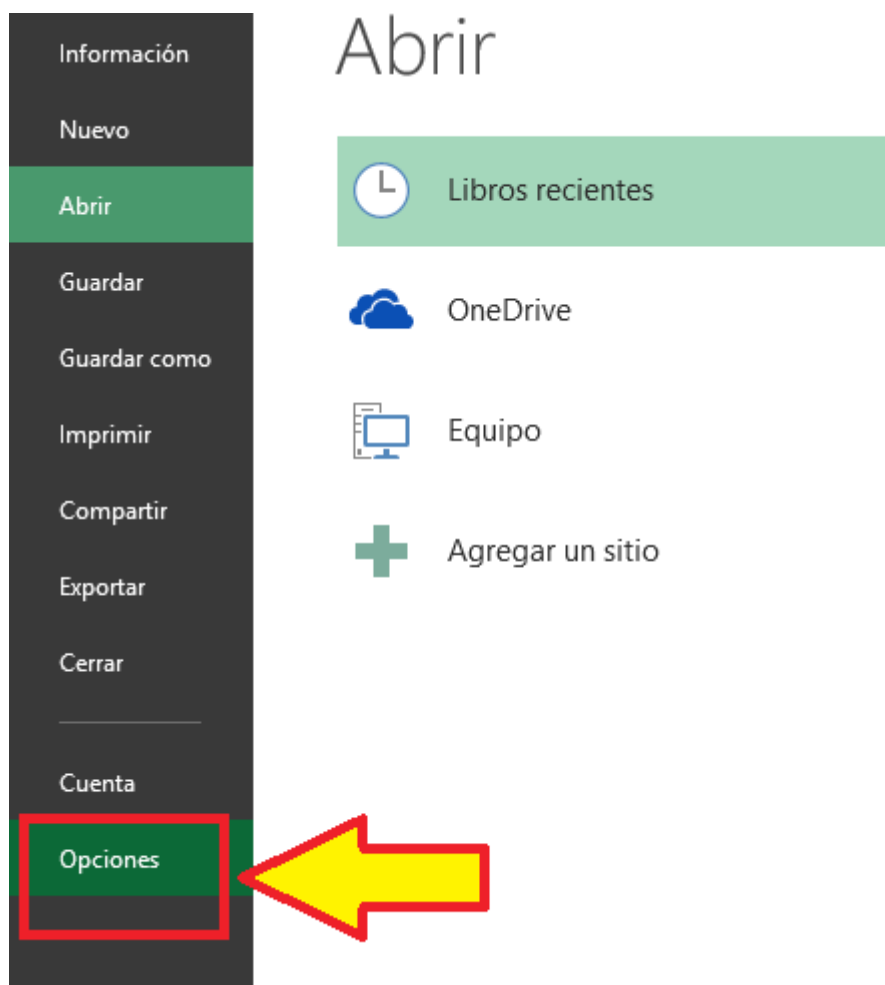 Información
Nuevo
Abrir
Guardar
Guardar como
Imprimir
Compartir
Exportar
Cerrar
Cuenta
Opciones
Abrir
Libros recientes
OneDrive
Equipo
Agregar un sitio